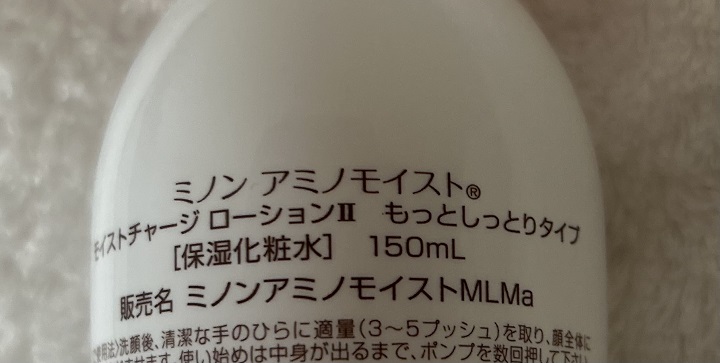 ミノン アミノモイスト®
モイストチャージ ローションⅡ もっとしっとりタイプ
[保湿化粧水] 150mL
販売名 ミノンアミノモイストMLMa
洗顔後、清潔な手のひらに適量(3〜5プッシュ)を取り、顔全体に
使い始めは中身が出るまで、ポンプを数回押して